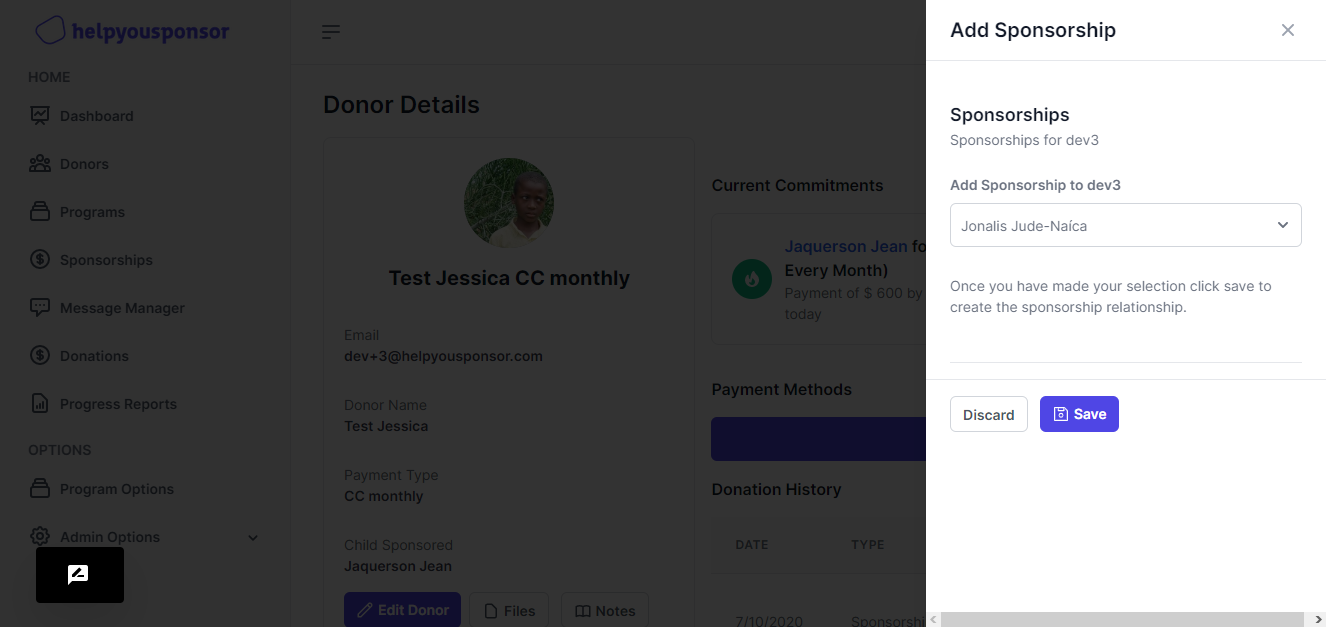 helpyousponsor
HOME
Dashboard
Donors
Programs
Sponsorships
Message Manager
Donations
Progress Reports
OPTIONS
Program Options
Admin Options
Donor Details
Test Jessica CC monthly
Email
dev+3@helpyousponsor.com
Donor Name
Test Jessica
Payment Type
CC monthly
Child Sponsored
Jaquerson Jean
Edit Donor
Files
Notes
Current Commitments
Jaquerson Jean fo
Every Month)
Payment of $ 600 by
today
Payment Methods
Donation History
DATE TYPE
7/10/2020 Sponsorshi
Add Sponsorship
Sponsorships
Sponsorships for dev3
Add Sponsorship to dev3
Jonalis Jude-Naíca
Once you have made your selection click save to
create the sponsorship relationship.
Discard
Save